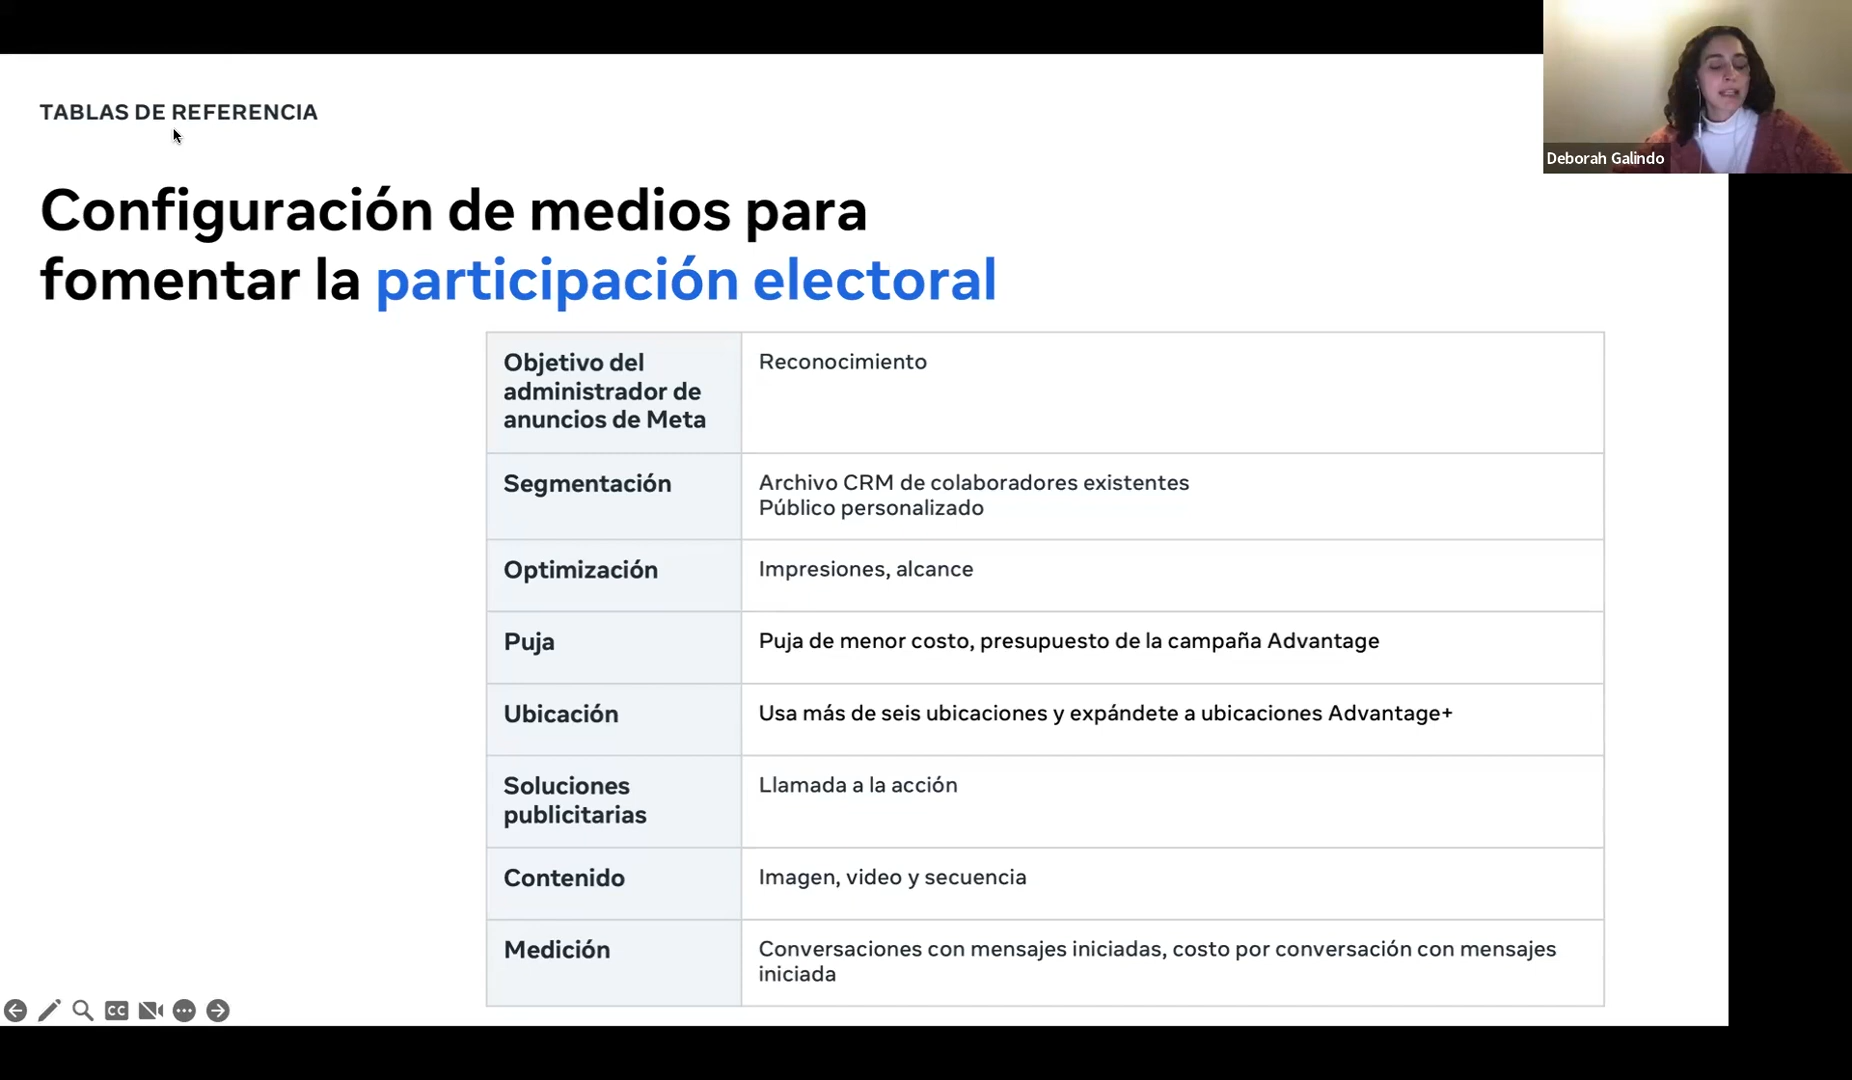 TABLAS DE REFERENCIA
Deborah Galindo
Configuración de medios para
fomentar la participación electoral
Objetivo del
administrador de
anuncios de Meta
Reconocimiento
Segmentación
Archivo CRM de colaboradores existentes
Público personalizado
Optimización
Impresiones, alcance
Puja
Puja de menor costo, presupuesto de la campaña Advantage
Ubicación
Usa más de seis ubicaciones y expándete a ubicaciones Advantage+
Soluciones
publicitarias
Llamada a la acción
Contenido
Imagen, video y secuencia
Medición
Conversaciones con mensajes iniciadas, costo por conversación con mensajes
iniciada
CC